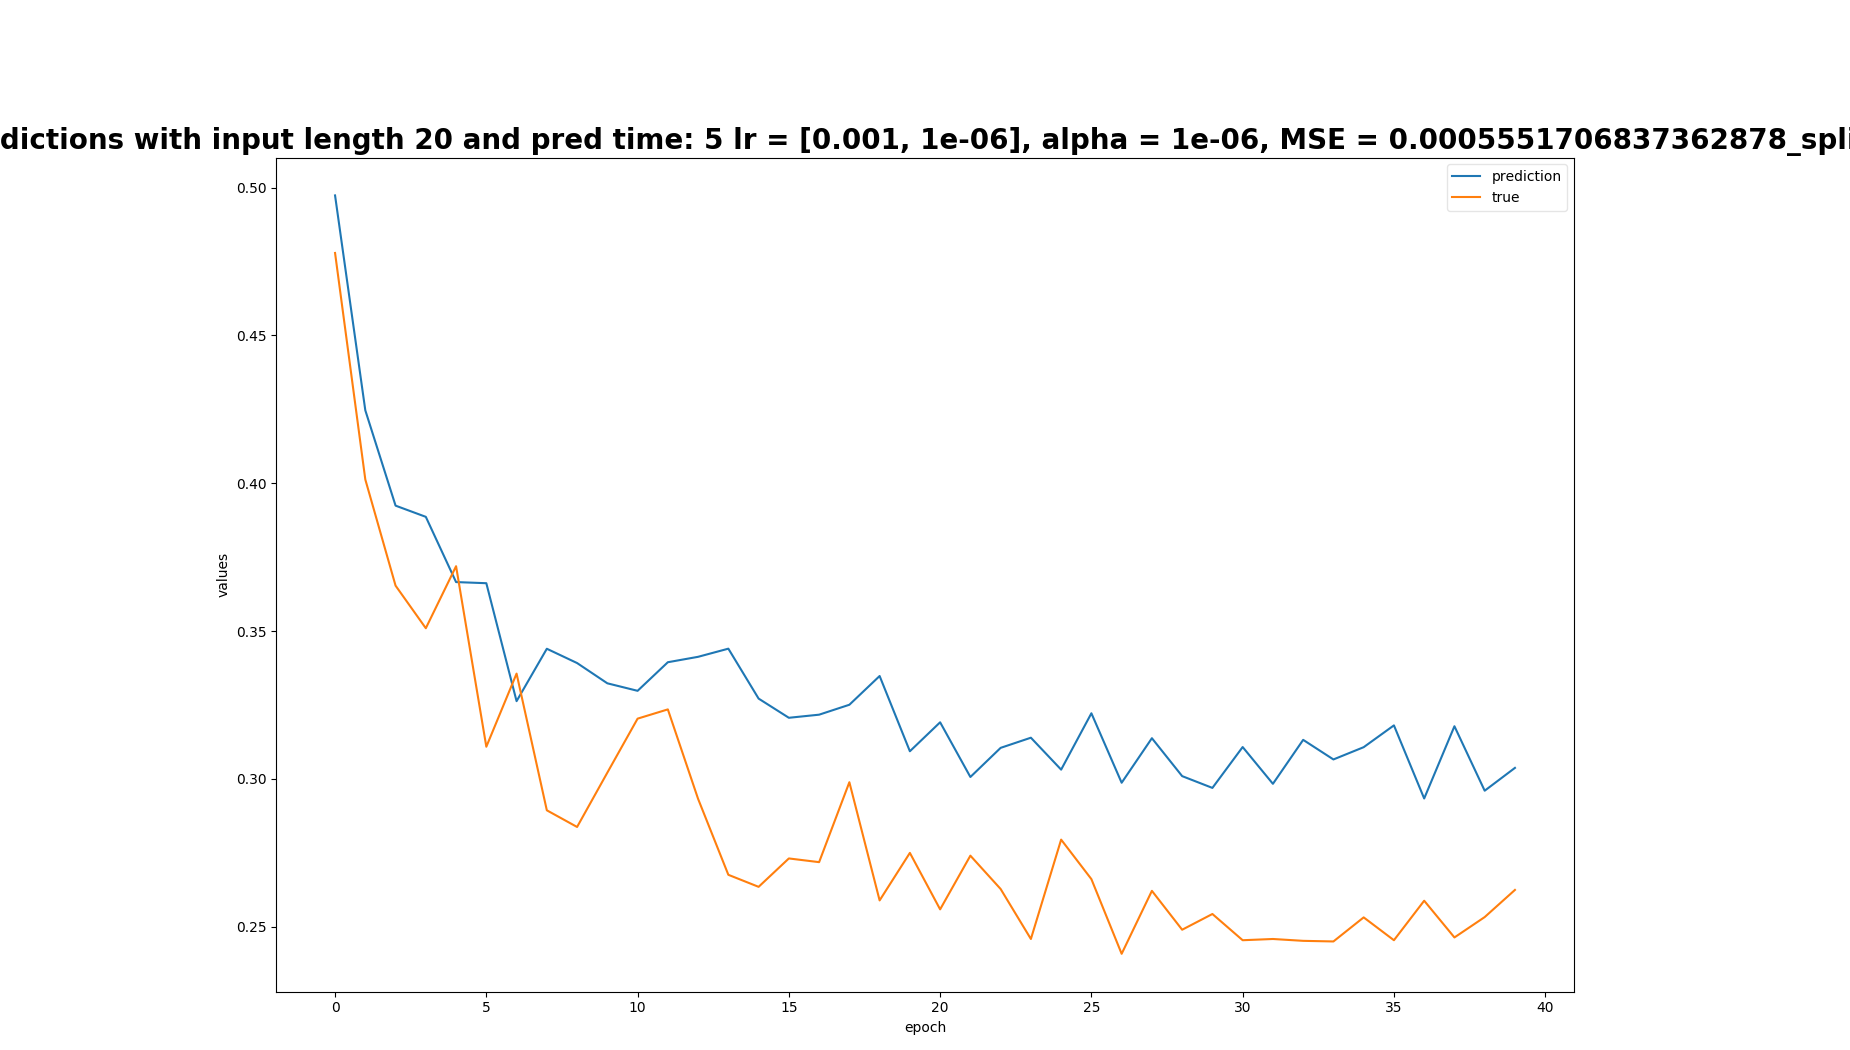 dictions with input length 20 and pred time: 5 lr = [0.001, 1e-06], alpha = 1e-06, MSE = 0.0005551706837362878_spli
prediction
true
0.50
0.45
0.40
0.35
0.30
0.25
values
0 5 10 15 20 25 30 35 40
epoch